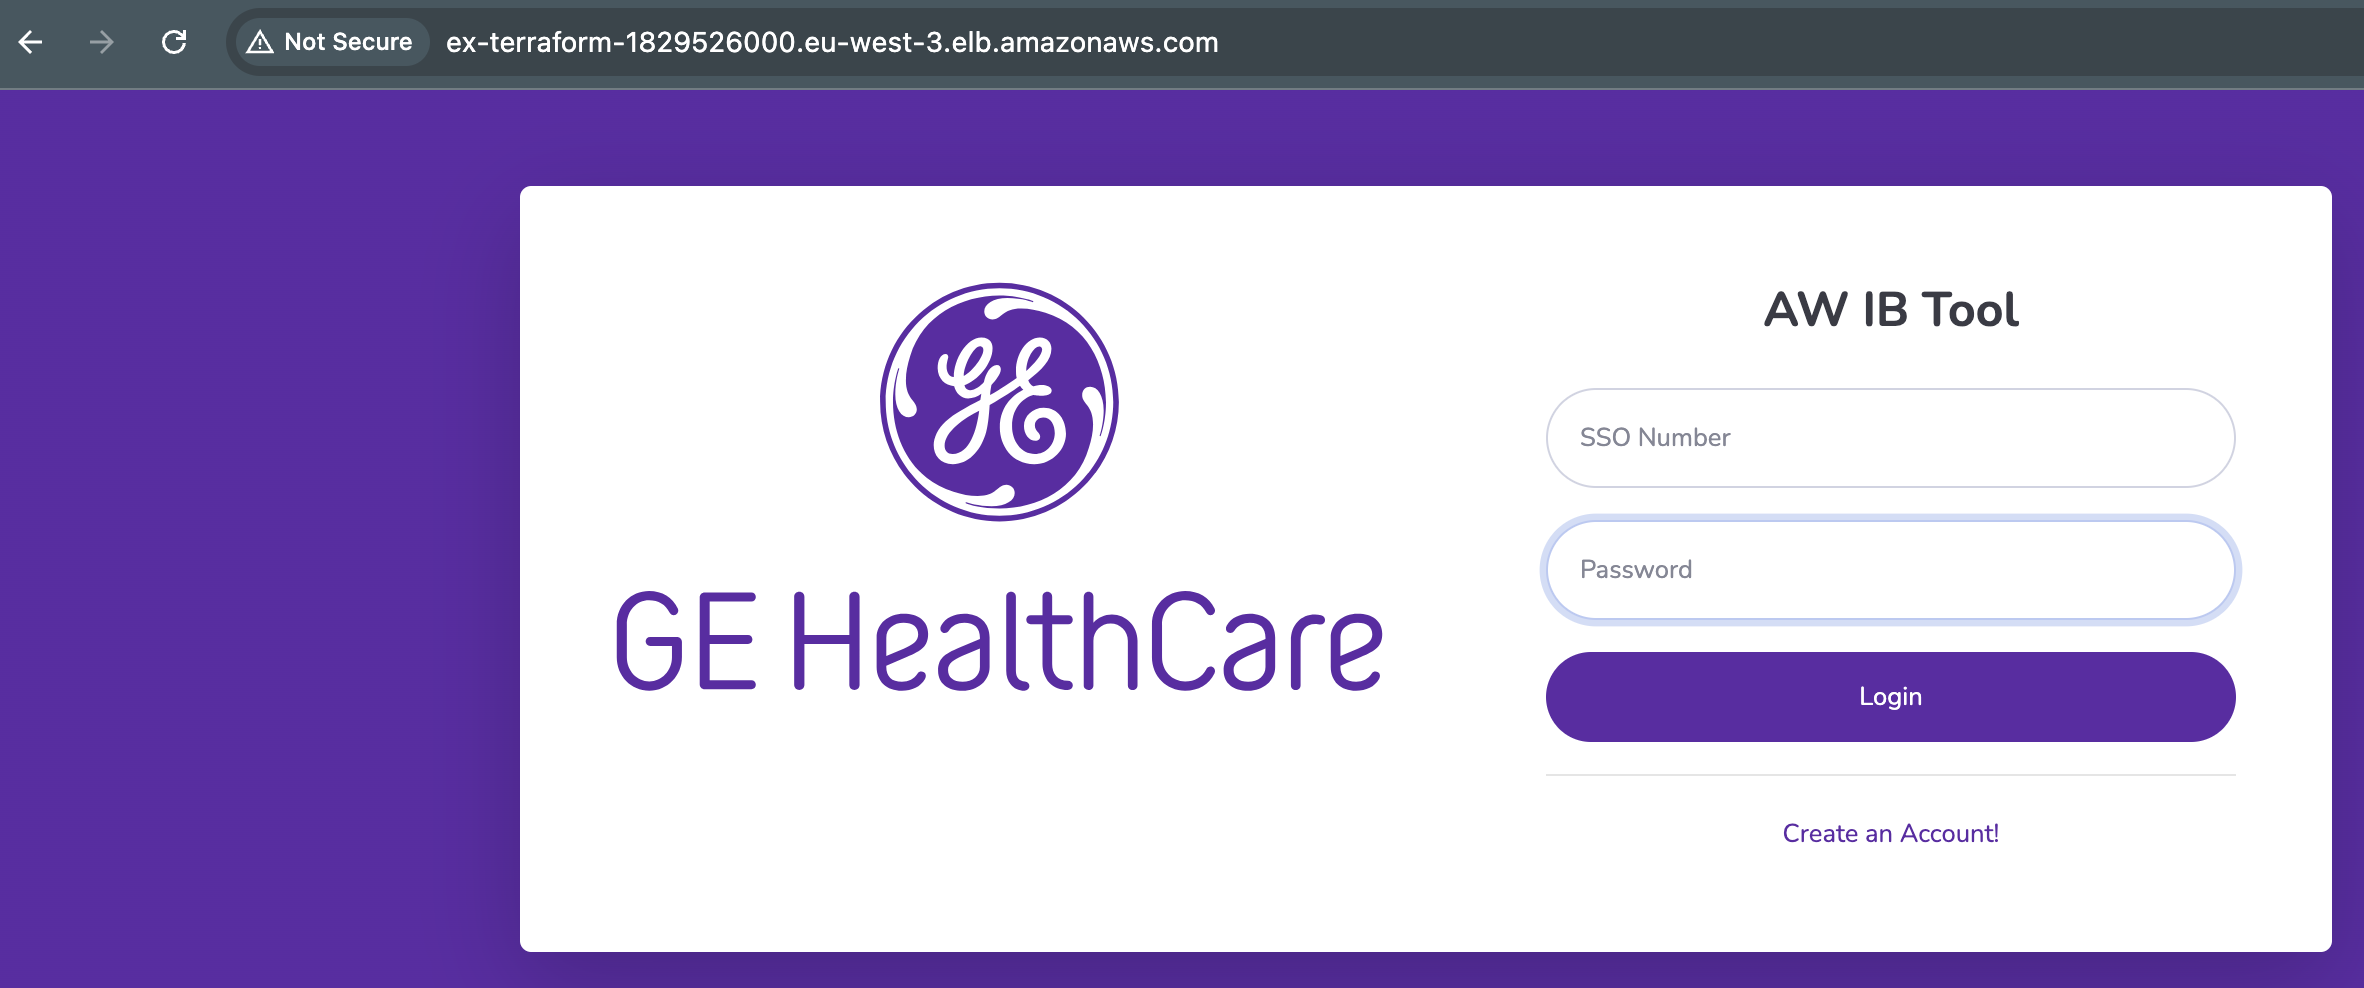 Not Secure ex-terraform-1829526000.eu-west-3.elb.amazonaws.com
GE
GE HealthCare
AW IB Tool
SSO Number
Password
Login
Create an Account!